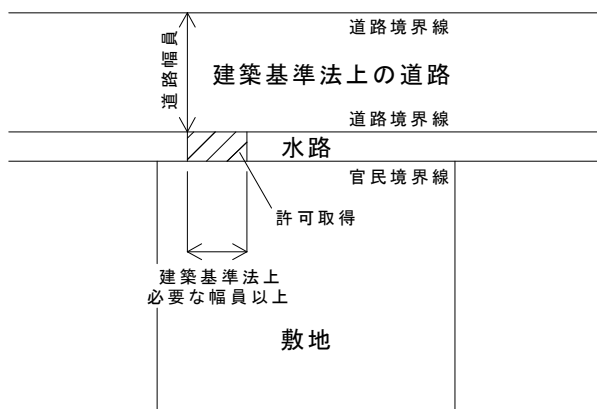 道路境界線
道路幅員
建築基準法上の道路
道路境界線
水路
官民境界線
許可取得
建築基準法上
必要な幅員以上
敷地